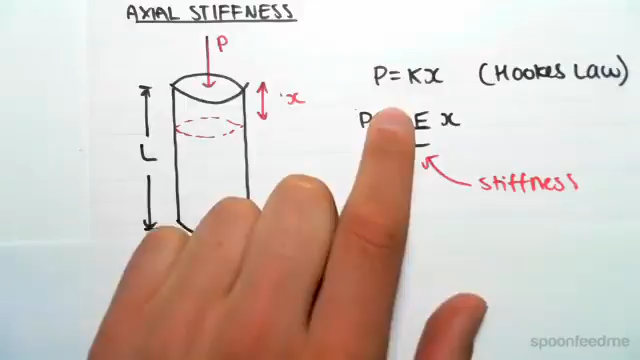 AXIAL STIFFNESS
P
P = Kx (Hookes Law)
x
P E x
L
stiffness
spoonfeedme